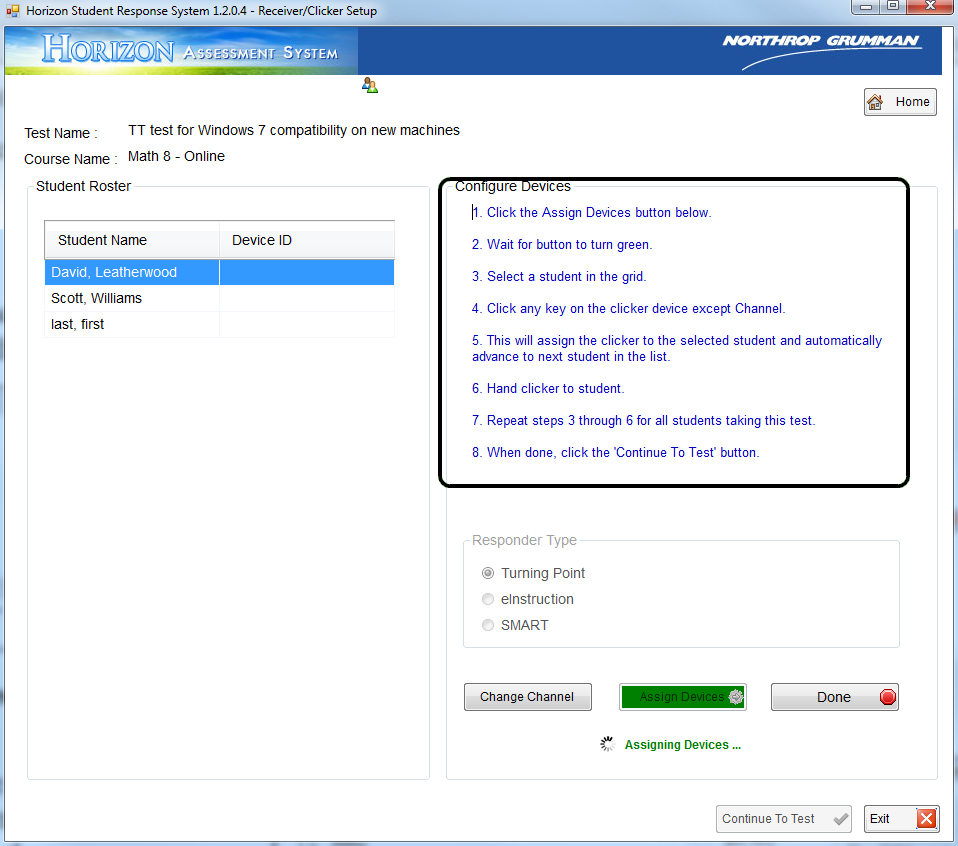 Horizon Student Response System 1.2.0.4 - Receiver/Clicker Setup
HORIZON ASSESSMENT SYSTEM
NORTHROP GRUMMAN
Home
Test Name : TT test for Windows 7 compatibility on new machines
Course Name : Math 8 - Online
Student Roster
Student Name Device ID
David, Leatherwood
Scott, Williams
last, first
Configure Devices
1. Click the Assign Devices button below.
2. Wait for button to turn green.
3. Select a student in the grid.
4. Click any key on the clicker device except Channel.
5. This will assign the clicker to the selected student and automatically
advance to next student in the list.
6. Hand clicker to student.
7. Repeat steps 3 through 6 for all students taking this test.
8. When done, click the 'Continue To Test' button.
Responder Type
Turning Point
eInstruction
SMART
Change Channel Assign Devices Done
Assigning Devices ...
Continue To Test Exit